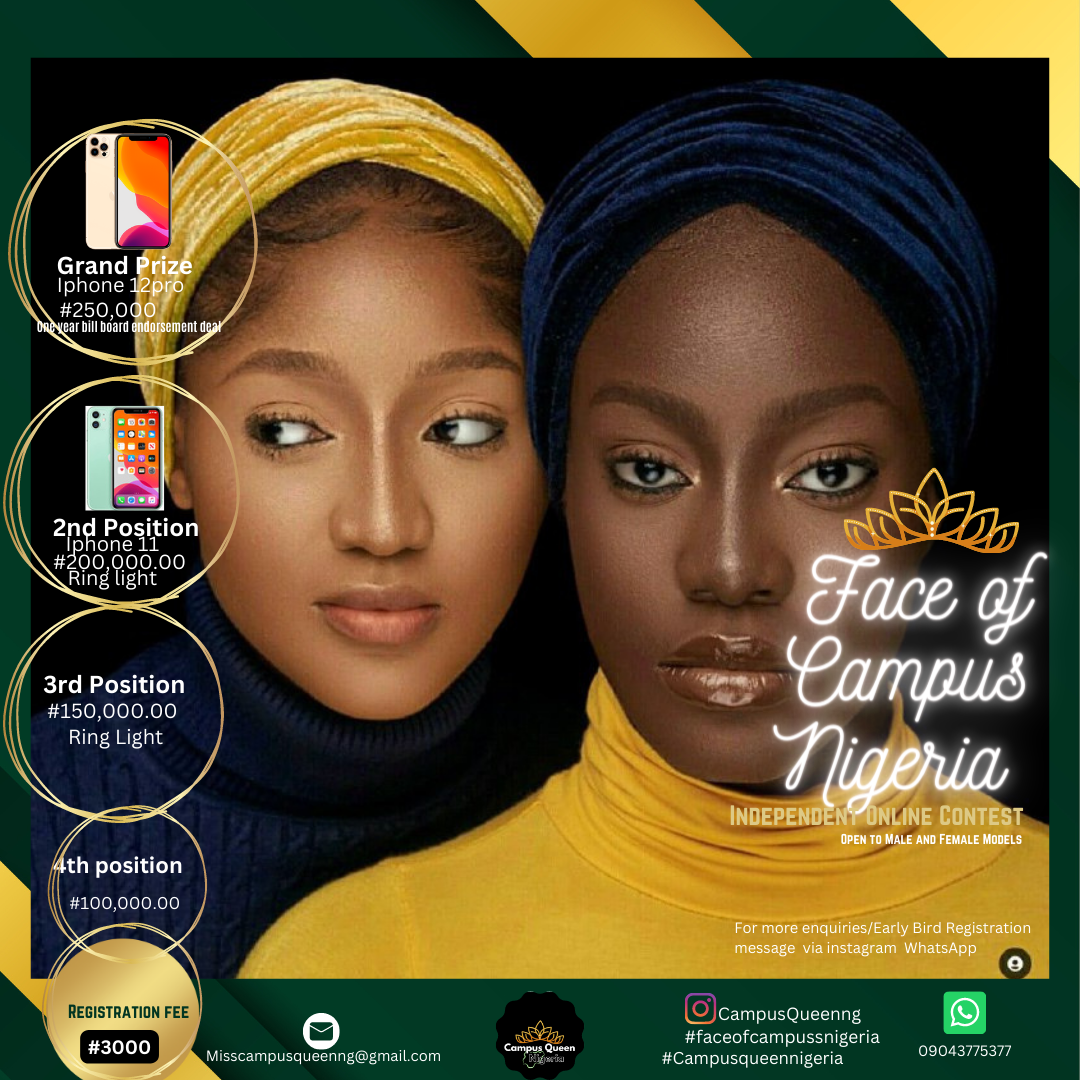 Grand Prize
Iphone 12pro
#250,000
One year bill board endorsement deal
2nd Position
Iphone 11
#200,000.00
Ring light
3rd Position
#150,000.00
Ring Light
4th position
#100,000.00
Registration fee
#3000
Face of
Campus
Nigeria
Independent Online Contest
Open to Male and Female Models
For more enquiries/Early Bird Registration
message via instagram WhatsApp
Misscampusqueenng@gmail.com
Campus Queen
Nigeria
CampusQueenng
#faceofcampussnigeria
#Campusqueennigeria
09043775377